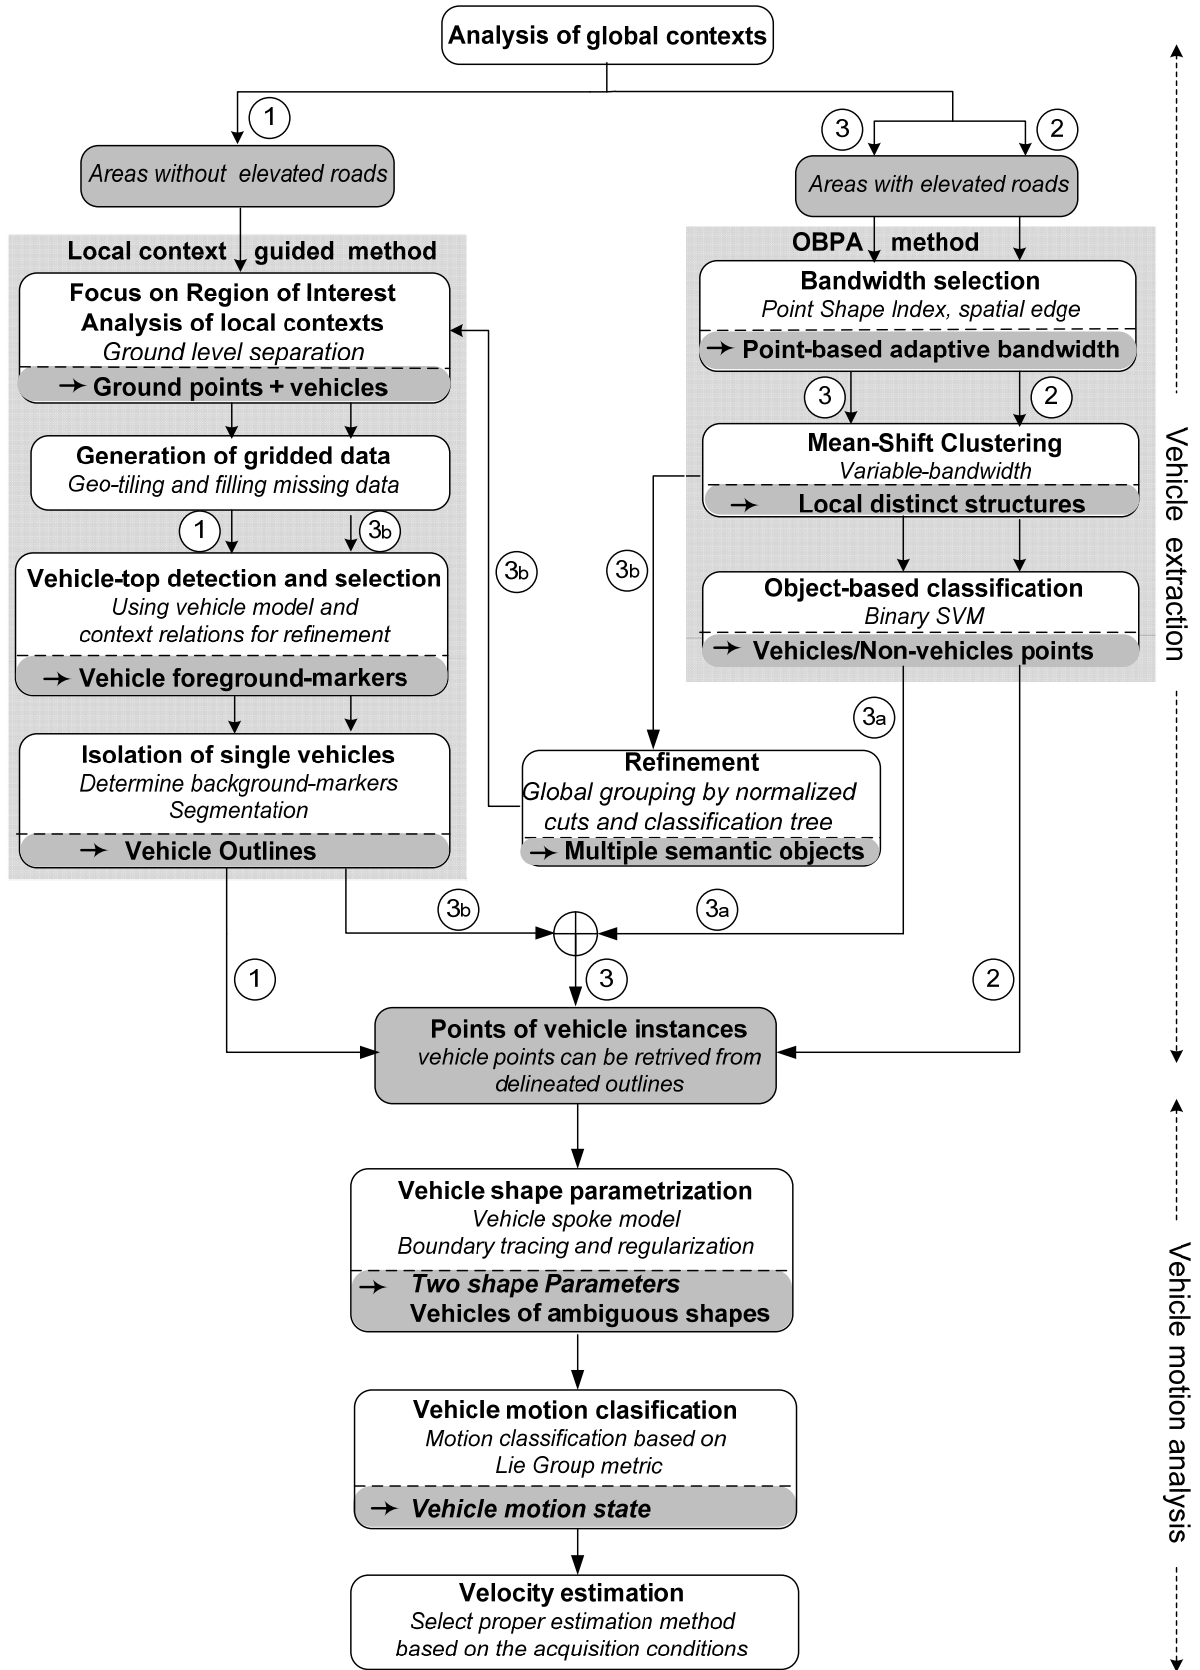 Analysis of global contexts
1
3
2
Areas without elevated roads
Areas with elevated roads
Local context guided method
Focus on Region of Interest
Analysis of local contexts
Ground level separation
→ Ground points + vehicles
Generation of gridded data
Geo-tiling and filling missing data
1
3b
Vehicle-top detection and selection
Using vehicle model and
context relations for refinement
→ Vehicle foreground-markers
Isolation of single vehicles
Determine background-markers
Segmentation
→ Vehicle Outlines
OBPA method
Bandwidth selection
Point Shape Index, spatial edge
→ Point-based adaptive bandwidth
3
2
Mean-Shift Clustering
Variable-bandwidth
→ Local distinct structures
Object-based classification
Binary SVM
→ Vehicles/Non-vehicles points
3b
3b
3a
Refinement
Global grouping by normalized
cuts and classification tree
→ Multiple semantic objects
3b
3a
1
3
2
Points of vehicle instances
vehicle points can be retrived from
delineated outlines
Vehicle shape parametrization
Vehicle spoke model
Boundary tracing and regularization
→ Two shape Parameters
Vehicles of ambiguous shapes
Vehicle motion clasification
Motion classification based on
Lie Group metric
→ Vehicle motion state
Velocity estimation
Select proper estimation method
based on the acquisition conditions
Vehicle extraction
Vehicle motion analysis